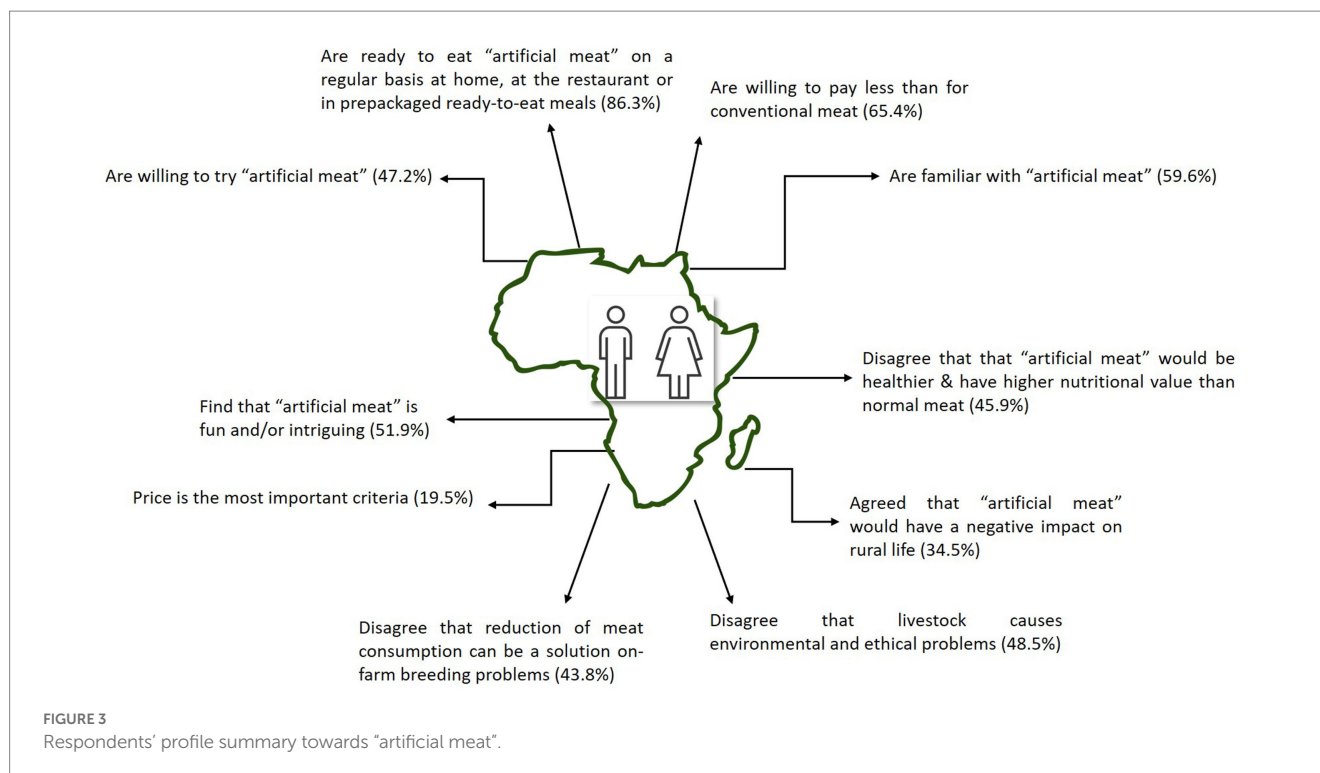 Are ready to eat “artificial meat” on a
regular basis at home, at the restaurant or
in prepackaged ready-to-eat meals (86.3%)
Are willing to pay less than for
conventional meat (65.4%)
Are willing to try “artificial meat” (47.2%)
Are familiar with “artificial meat” (59.6%)
Disagree that that “artificial meat” would be
healthier & have higher nutritional value than
normal meat (45.9%)
Find that “artificial meat” is
fun and/or intriguing (51.9%)
Price is the most important criteria (19.5%)
Agreed that “artificial meat”
would have a negative impact on
rural life (34.5%)
Disagree that reduction of meat
consumption can be a solution on-
farm breeding problems (43.8%)
Disagree that livestock causes
environmental and ethical problems (48.5%)
FIGURE 3
Respondents’ profile summary towards “artificial meat“.